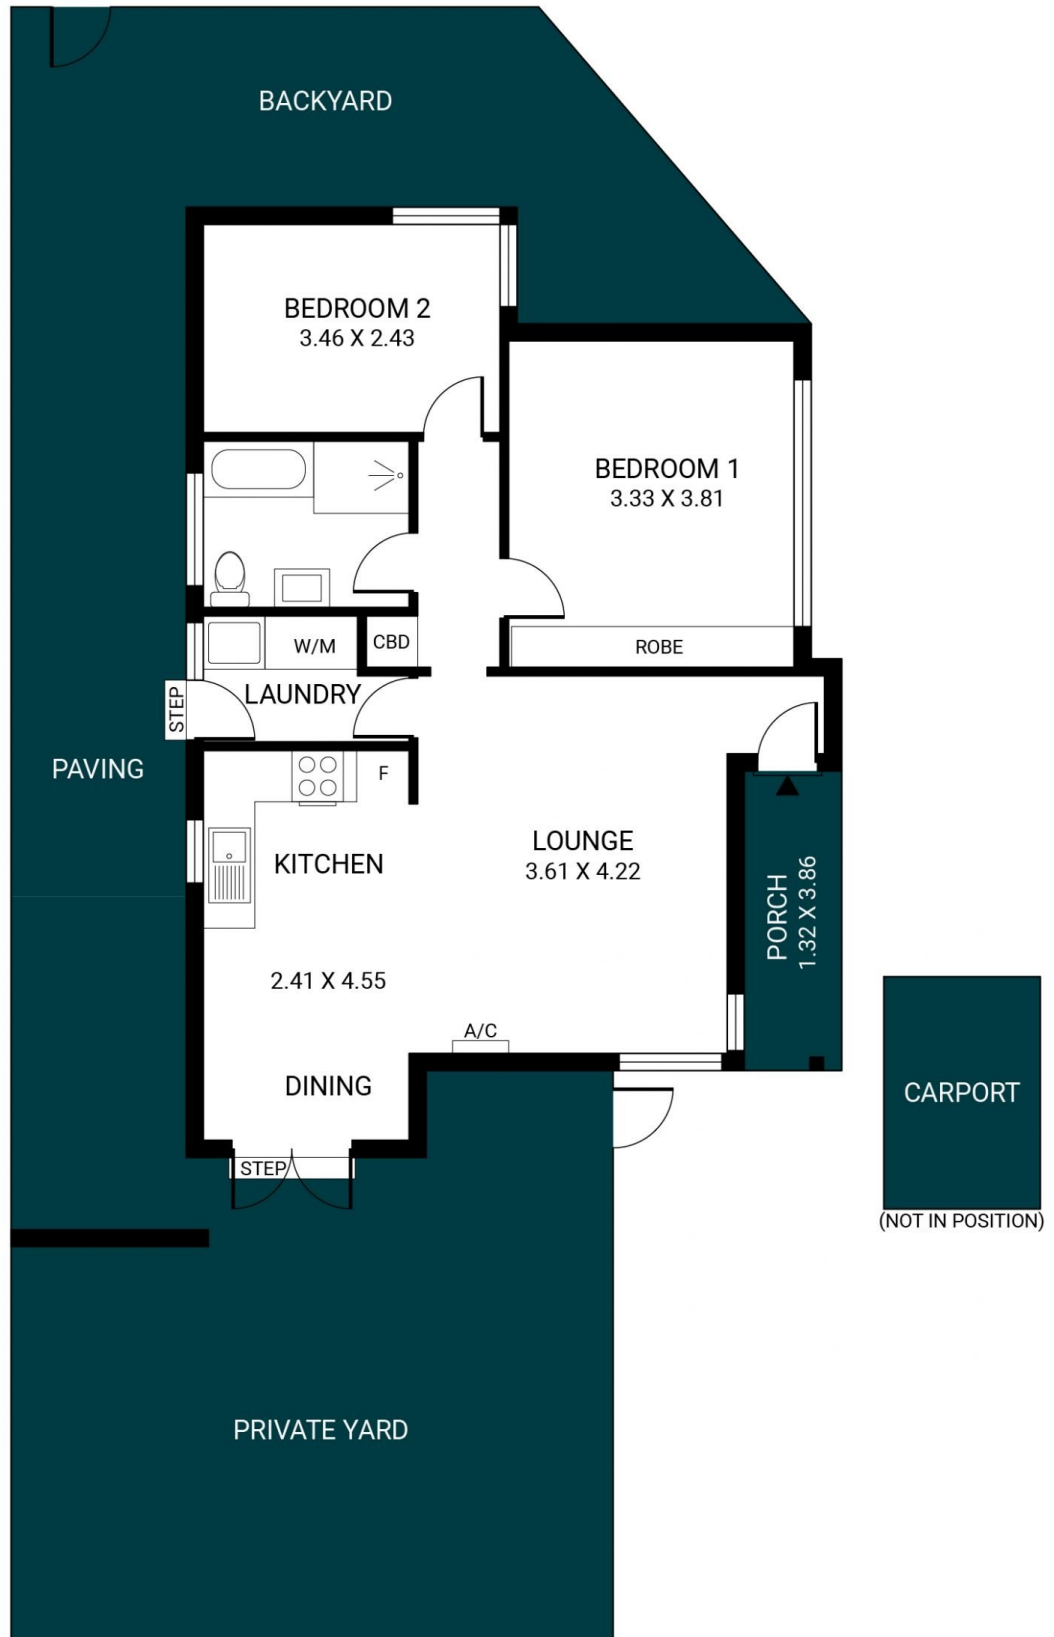 BACKYARD
BEDROOM 2
3.46 X 2.43
BEDROOM 1
3.33 X 3.81
W/M
CBD
ROBE
LAUNDRY
STEP
PAVING
F
LOUNGE
3.61 X 4.22
KITCHEN
PORCH
1.32 X 3.86
2.41 X 4.55
A/C
DINING
CARPORT
STEP
(NOT IN POSITION)
PRIVATE YARD